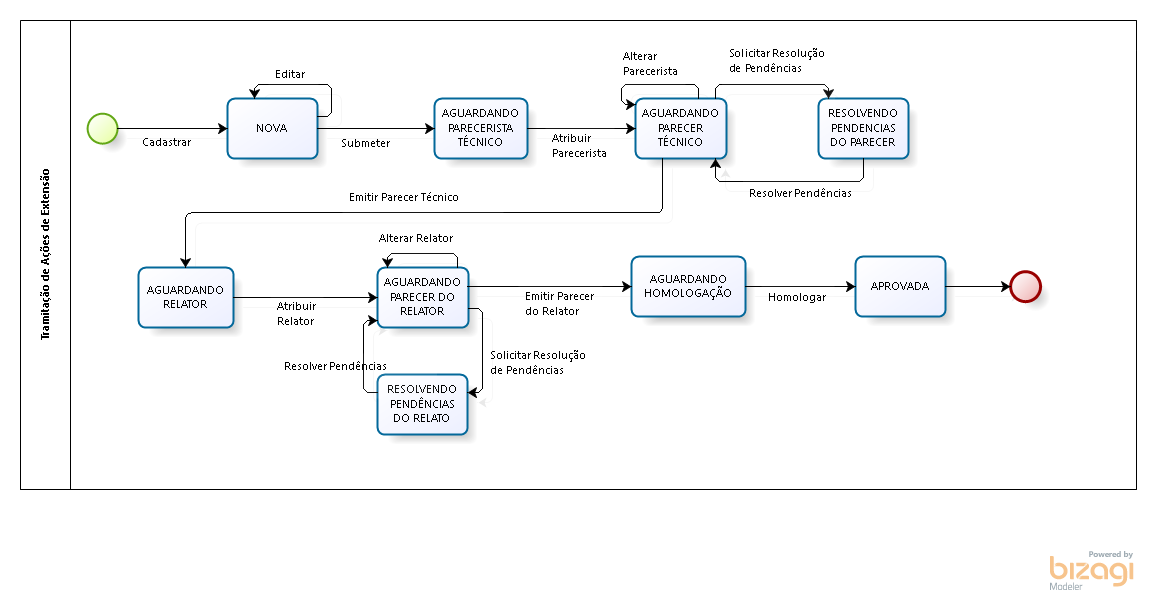 Tramitação de Ações de Extensão
Editar
Cadastrar
NOVA
Submeter
AGUARDANDO
PARECERISTA
TÉCNICO
Atribuir
Parecerista
Alterar
Parecerista
AGUARDANDO
PARECER
TÉCNICO
Solicitar Resolução
de Pendências
RESOLVENDO
PENDENCIAS
DO PARECER
Resolver Pendências
Emitir Parecer Técnico
AGUARDANDO
RELATOR
Atribuir
Relator
Alterar Relator
AGUARDANDO
PARECER DO
RELATOR
Emitir Parecer
do Relator
AGUARDANDO
HOMOLOGAÇÃO
Homologar
APROVADA
Resolver Pendências
Solicitar Resolução
de Pendências
RESOLVENDO
PENDÊNCIAS
DO RELATO
Powered by
bizagi
Modeler